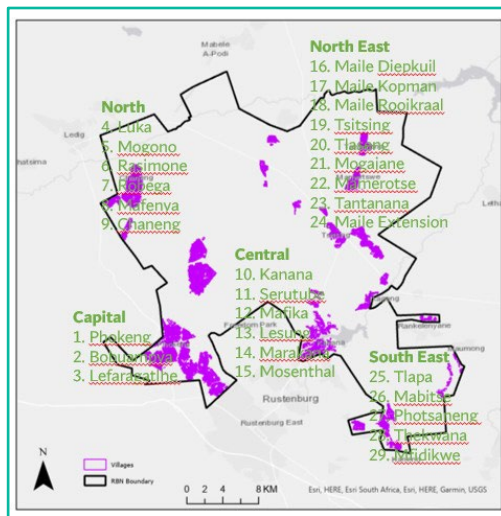 Mabele
A Podi
North East
16. Maile Diepkuil
17. Maile Kopman
18. Maile Rooikraal
19. Tsitsing
20. Tlaseng
21. Mogajane
22. Mamerotse
23. Tantanana
24. Maile Extension
North
4. Luka
5. Mogono
6. Rasimone
7. Robega
8. Mafenya
9. Chaneng
Ledig
Central
10. Kanana
11. Serutube
12. Mafika
13. Lesung
14. Marakana
15. Mosenthal
Capital
1. Phokeng
3. Lefaragatlhe
Park
South East
25. Tlapa
26. Mabitse
27. Photsaneng
28. Thekwana
29. Mfidikwe
Rustenburg
Rustenburg East
Villages
RBN Boundary
N
0 2 4 8 KM
Esri, HERE, Esri South Africa, Esri, HERE, Garmin, USGS